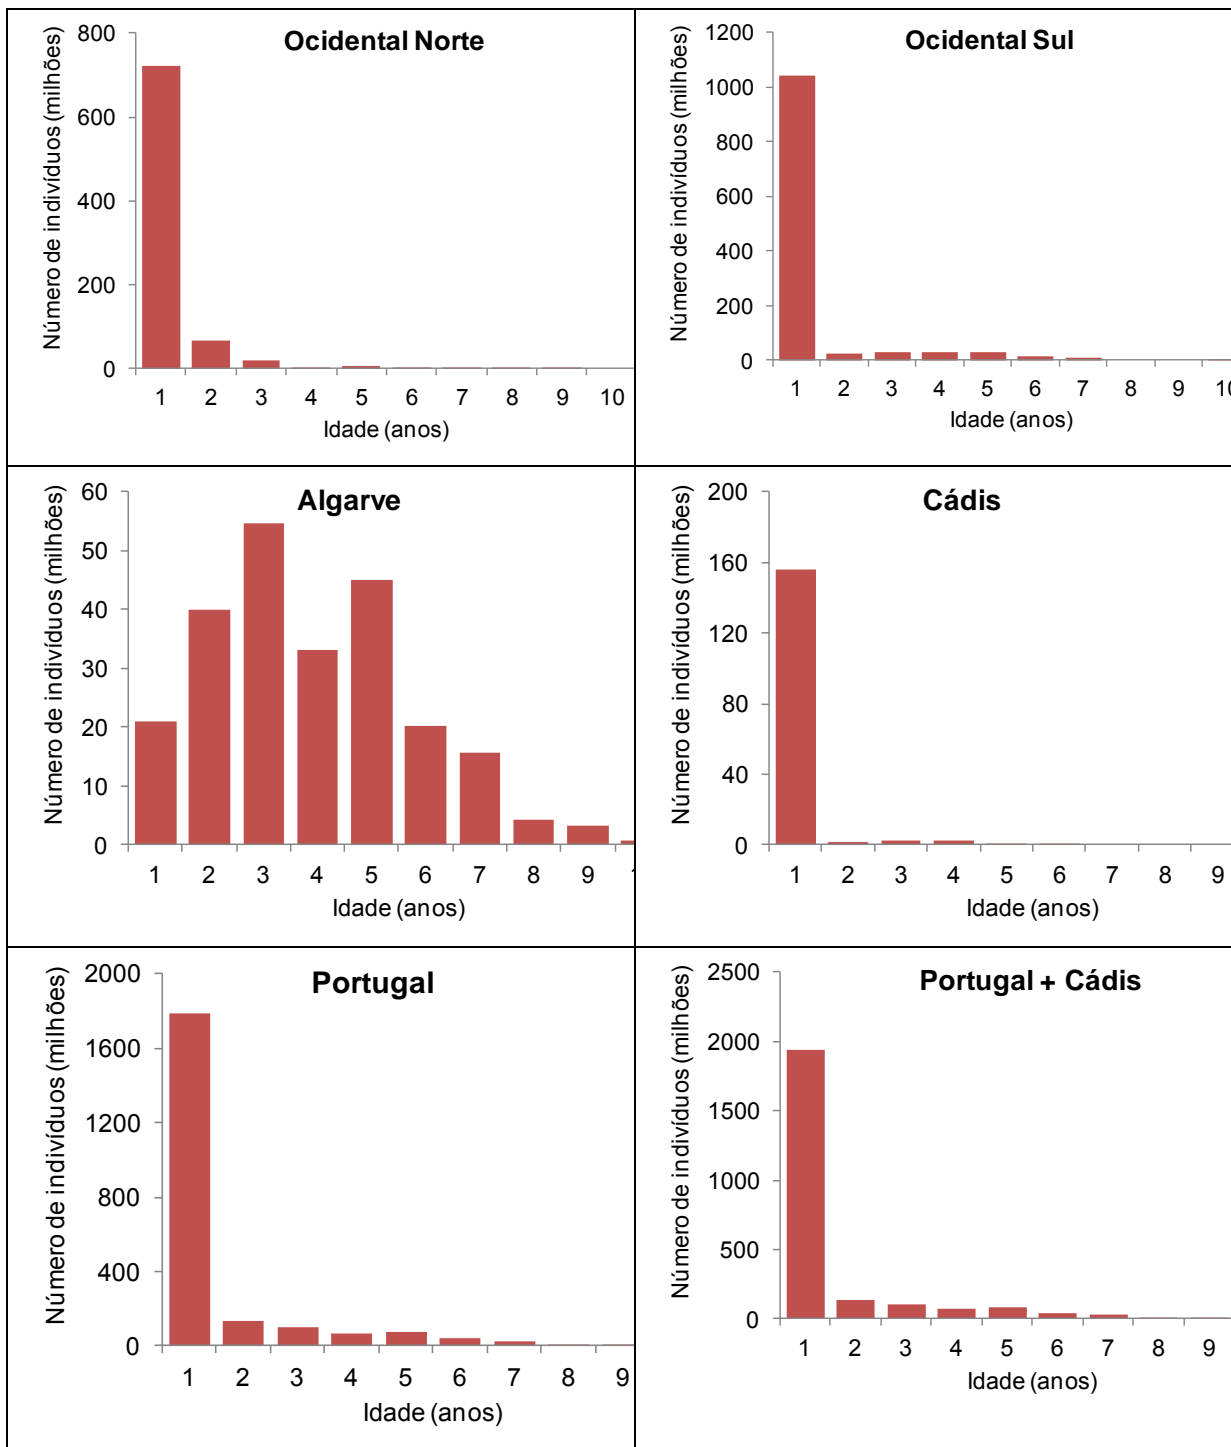 Ocidental Norte
Número de indivíduos (milhões)
800
600
400
200
0
1 2 3 4 5 6 7 8 9 10
Idade (anos)
Ocidental Sul
Número de indivíduos (milhões)
1200
1000
800
600
400
200
0
1 2 3 4 5 6 7 8 9 10
Idade (anos)
Algarve
Número de indivíduos (milhões)
60
50
40
30
20
10
0
1 2 3 4 5 6 7 8 9 1
Idade (anos)
Cádis
Número de indivíduos (milhões)
200
160
120
80
40
0
1 2 3 4 5 6 7 8 9
Idade (anos)
Portugal
Número de indivíduos (milhões)
2000
1600
1200
800
400
0
1 2 3 4 5 6 7 8 9
Idade (anos)
Portugal + Cádis
Número de indivíduos (milhões)
2500
2000
1500
1000
500
0
1 2 3 4 5 6 7 8 9
Idade (anos)